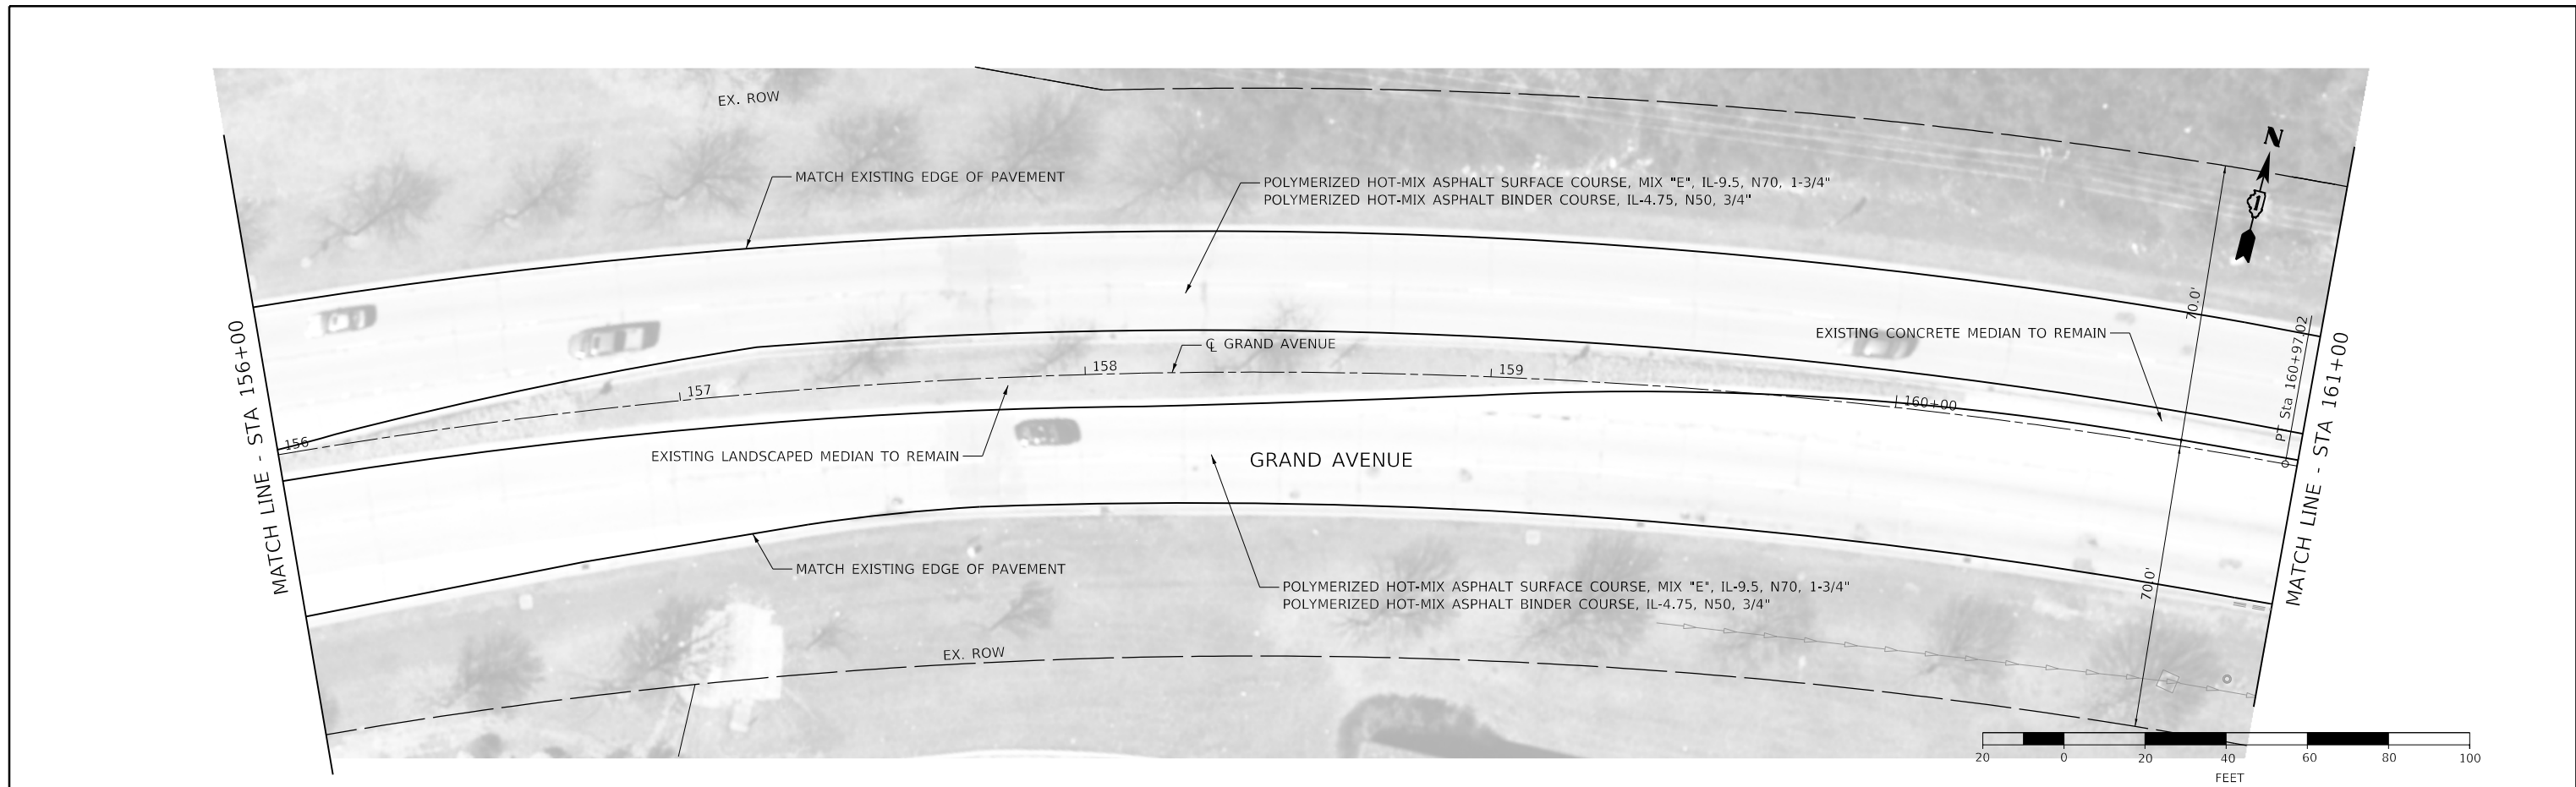 EX. ROW
N
1
MATCH EXISTING EDGE OF PAVEMENT
POLYMERIZED HOT-MIX ASPHALT SURFACE COURSE, MIX "E", IL-9.5, N70, 1-3/4"
POLYMERIZED HOT-MIX ASPHALT BINDER COURSE, IL-4.75, N50, 3/4"
70.0'
EXISTING CONCRETE MEDIAN TO REMAIN
℄ GRAND AVENUE
MATCH LINE - STA 156+00
156
157
158
159
160+00
PT Sta 160+97.02
MATCH LINE - STA 161+00
EXISTING LANDSCAPED MEDIAN TO REMAIN
GRAND AVENUE
MATCH EXISTING EDGE OF PAVEMENT
POLYMERIZED HOT-MIX ASPHALT SURFACE COURSE, MIX "E", IL-9.5, N70, 1-3/4"
POLYMERIZED HOT-MIX ASPHALT BINDER COURSE, IL-4.75, N50, 3/4"
70.0'
EX. ROW
20 0 20 40 60 80 100
FEET